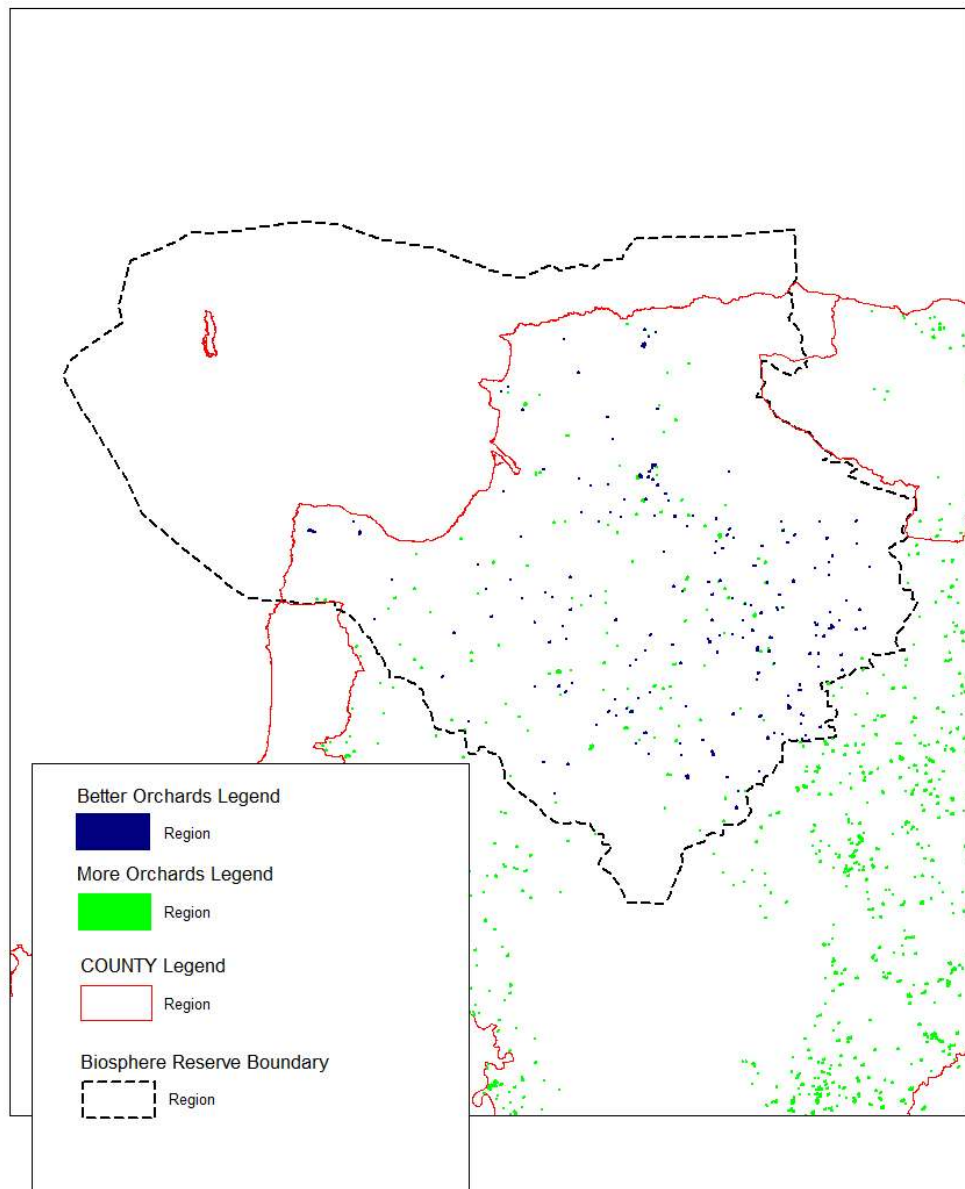 Better Orchards Legend
Region
More Orchards Legend
Region
COUNTY Legend
Region
Biosphere Reserve Boundary
Region